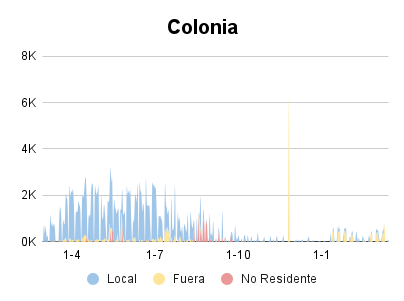 Colonia
8K
6K
4K
2K
0K
1-4 1-7 1-10 1-1
Local Fuera No Residente